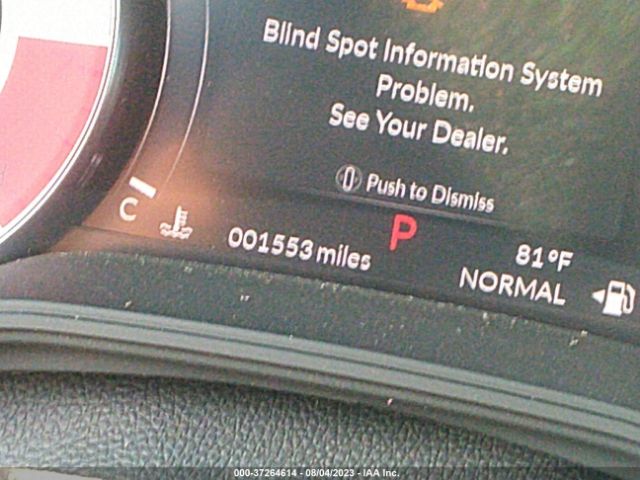 Blind Spot Information System
Problem.
See Your Dealer.
Push to Dismiss
C
001553 miles
P
81°F
NORMAL
000-37264614 - 08/04/2023 - IAA Inc.